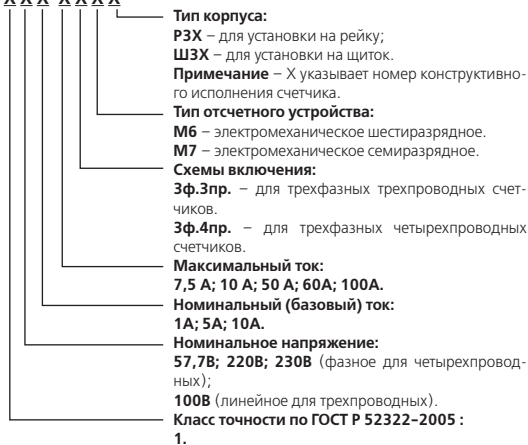 Х Х Х Х Х Х Х
Тип корпуса:
Р3Х – для установки на рейку;
Ш3Х – для установки на щиток.
Примечание – Х указывает номер конструктивно-
го исполнения счетчика.
Тип отсчетного устройства:
М6 – электромеханическое шестиразрядное.
М7 – электромеханическое семиразрядное.
Схемы включения:
3ф.3пр. – для трехфазных трехпроводных счет-
чиков.
3ф.4пр. – для трехфазных четырехпроводных
счетчиков.
Максимальный ток:
7,5 А; 10 А; 50 А; 60А; 100А.
Номинальный (базовый) ток:
1А; 5А; 10А.
Номинальное напряжение:
57,7В; 220В; 230В (фазное для четырехпровод-
ных);
100В (линейное для трехпроводных).
Класс точности по ГОСТ Р 52322–2005 :
1.